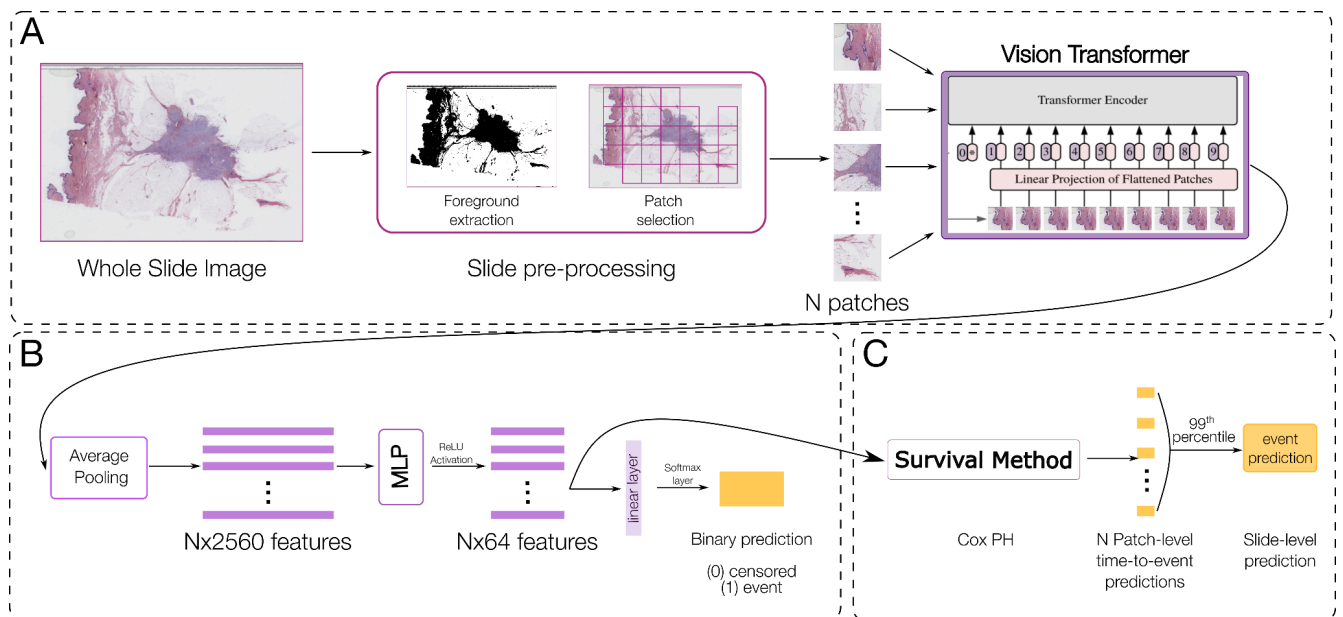 A
Whole Slide Image
Foreground
extraction
Patch
selection
Slide pre-processing
N patches
Vision Transformer
Transformer Encoder
0 * 1 2 3 4 5 6 7 8 9
Linear Projection of Flattened Patches
B
Average
Pooling
Nx2560 features
MLP
ReLU
Activation
Nx64 features
linear layer
Softmax
layer
Binary prediction
(0) censored
(1) event
C
Survival Method
Cox PH
N Patch-level
time-to-event
predictions
99th
percentile
event
prediction
Slide-level
prediction